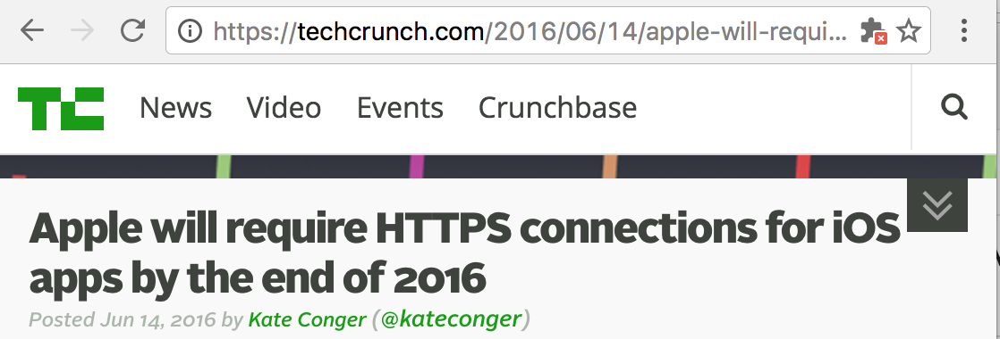 https://techcrunch.com/2016/06/14/apple-will-requi...
TC News Video Events Crunchbase
Apple will require HTTPS connections for iOS
apps by the end of 2016
Posted Jun 14, 2016 by Kate Conger (@kateconger)